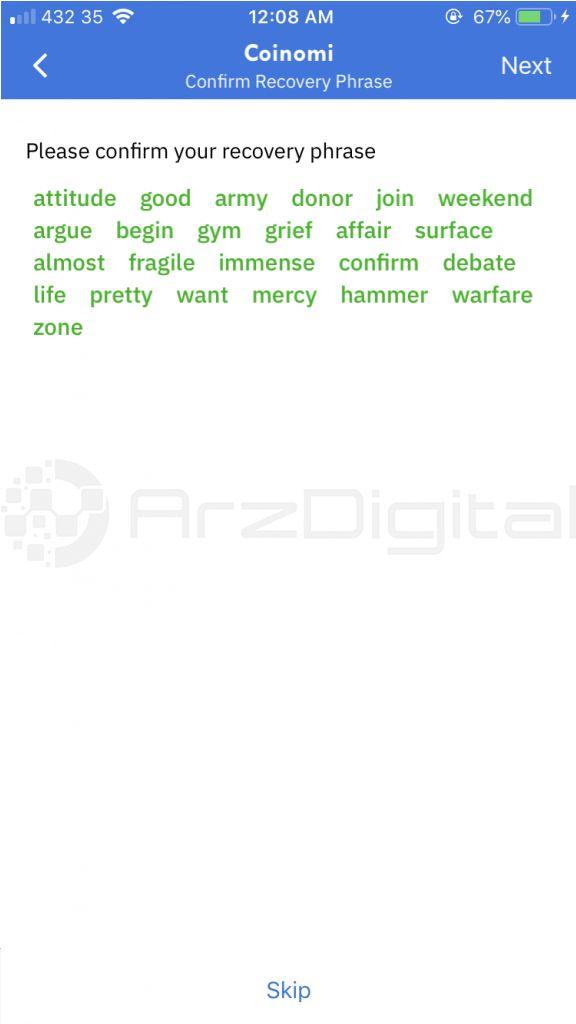 432 35 12:08 AM 67%
Coinomi
Next
Confirm Recovery Phrase
Please confirm your recovery phrase
attitude good army donor join weekend
argue begin gym grief affair surface
almost fragile immense confirm debate
life pretty want mercy hammer warfare
zone
ArzDigital
Skip